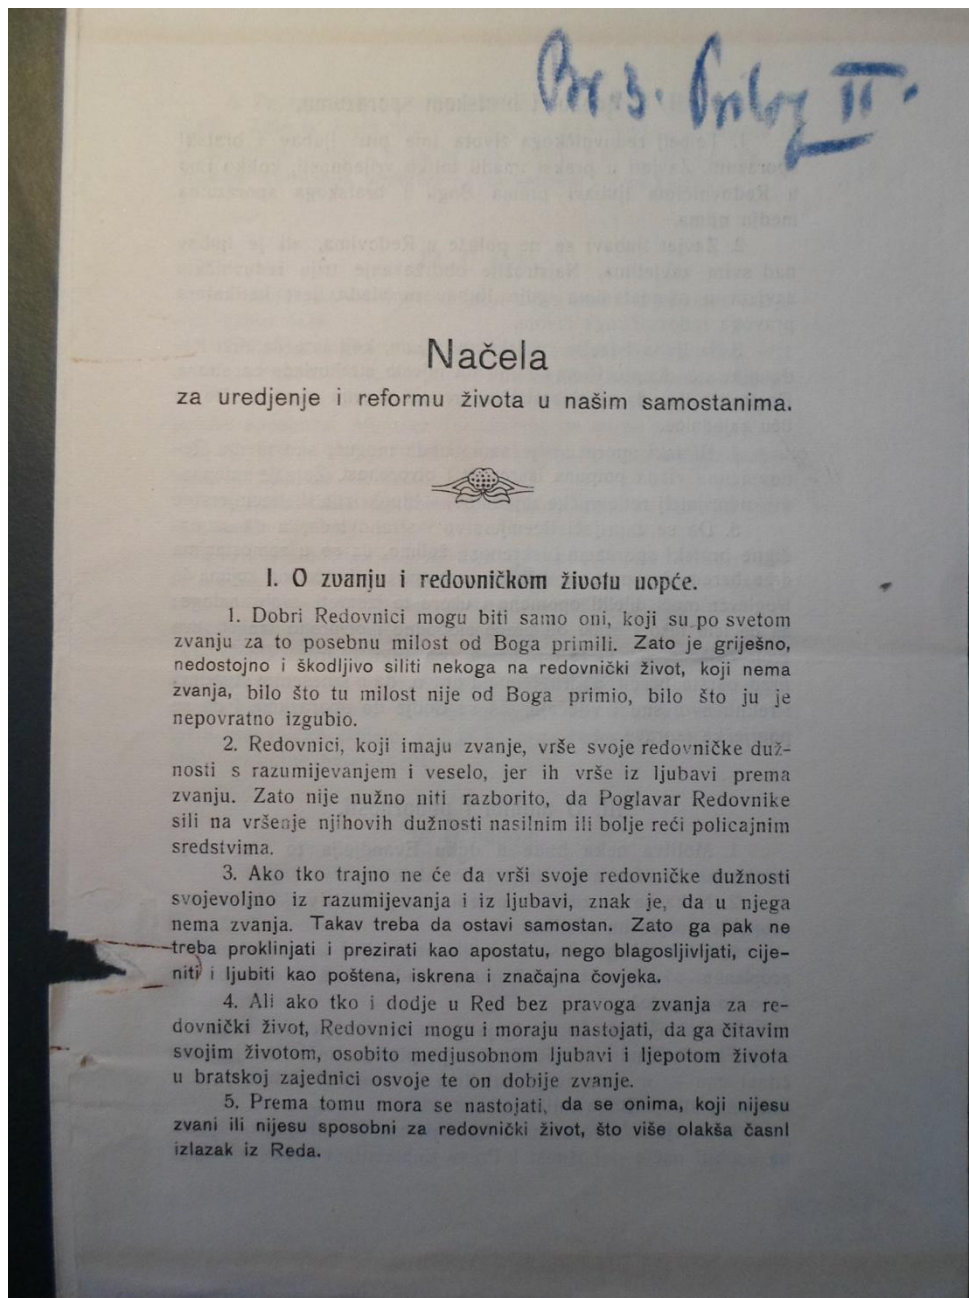 Br 3. Prilog II.
Načela
za uredjenje i reformu života u našim samostanima.
I. O zvanju i redovničkom životu uopće.
1. Dobri Redovnici mogu biti samo oni, koji su po svetom
zvanju za to posebnu milost od Boga primili. Zato je griješno,
nedostojno i škodljivo siliti nekoga na redovnički život, koji nema
zvanja, bilo što tu milost nije od Boga primio, bilo što ju je
nepovratno izgubio.
2. Redovnici, koji imaju zvanje, vrše svoje redovničke duž-
nosti s razumijevanjem i veselo, jer ih vrše iz ljubavi prema
zvanju. Zato nije nužno niti razborito, da Poglavar Redovnike
sili na vršenje njihovih dužnosti nasilnim ili bolje reći policajnim
sredstvima.
3. Ako tko trajno ne će da vrši svoje redovničke dužnosti
svojevoljno iz razumijevanja i iz ljubavi, znak je, da u njega
nema zvanja. Takav treba da ostavi samostan. Zato ga pak ne
treba proklinjati i prezirati kao apostatu, nego blagosljivljati, cije-
niti i ljubiti kao poštena, iskrena i značajna čovjeka.
4. Ali ako tko i dodje u Red bez pravoga zvanja za re-
dovnički život, Redovnici mogu i moraju nastojati, da ga čitavim
svojim životom, osobito medjusobnom ljubavi i ljepotom života
u bratskoj zajednici osvoje te on dobije zvanje.
5. Prema tomu mora se nastojati, da se onima, koji nijesu
zvani ili nijesu sposobni za redovnički život, što više olakša časni
izlazak iz Reda.